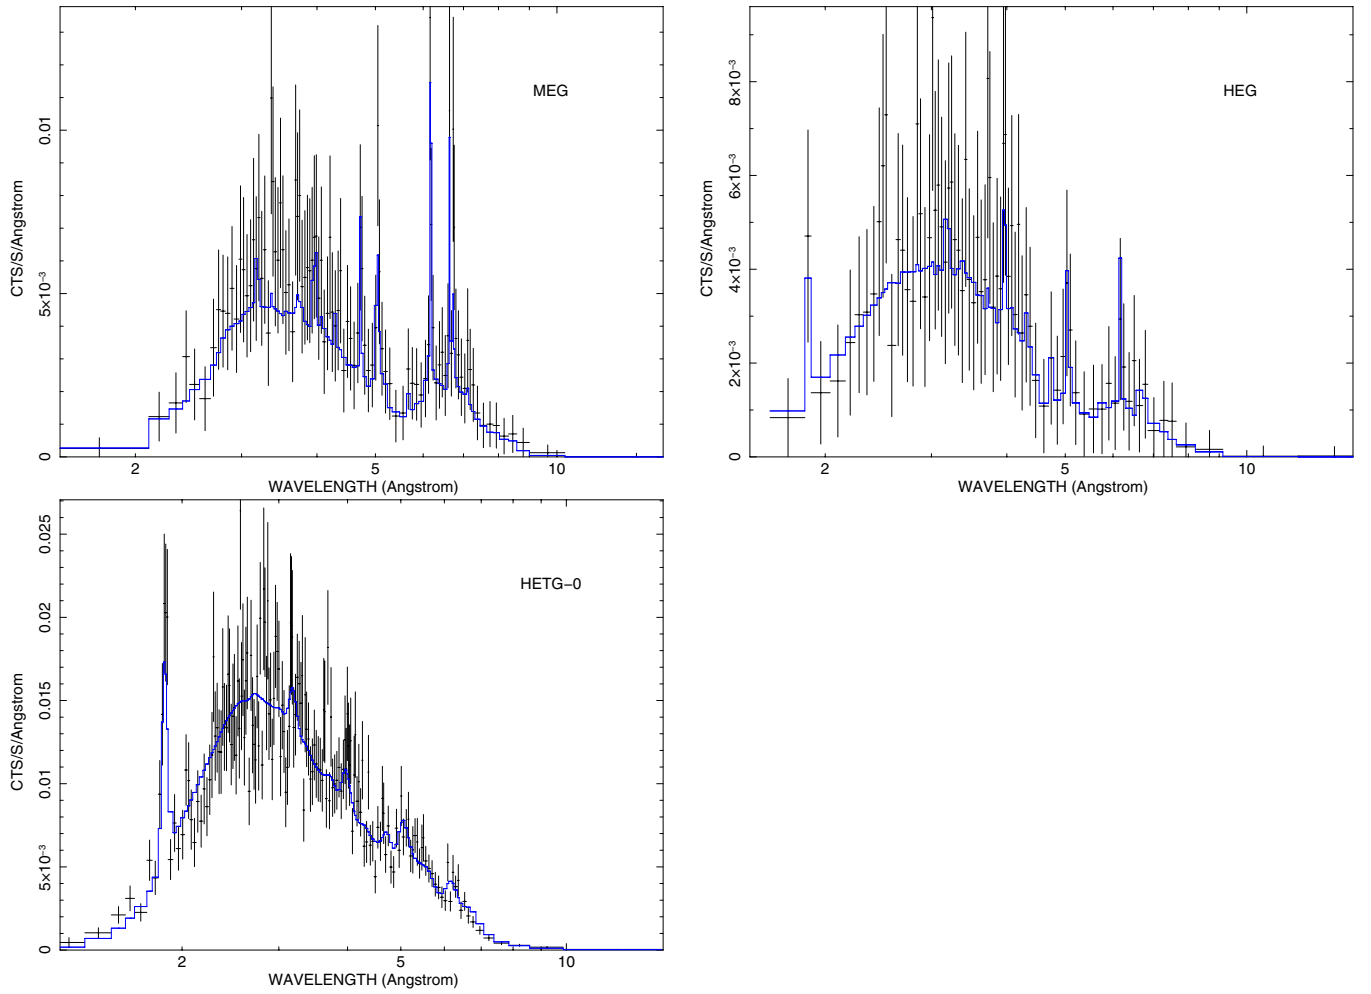 MEG
CTS/S/Angstrom
0.01
5×10⁻³
0
2
5
10
WAVELENGTH (Angstrom)
HEG
CTS/S/Angstrom
8×10⁻³
6×10⁻³
4×10⁻³
2×10⁻³
0
2
5
10
WAVELENGTH (Angstrom)
HETG−0
CTS/S/Angstrom
0.025
0.02
0.015
0.01
5×10⁻³
0
2
5
10
WAVELENGTH (Angstrom)